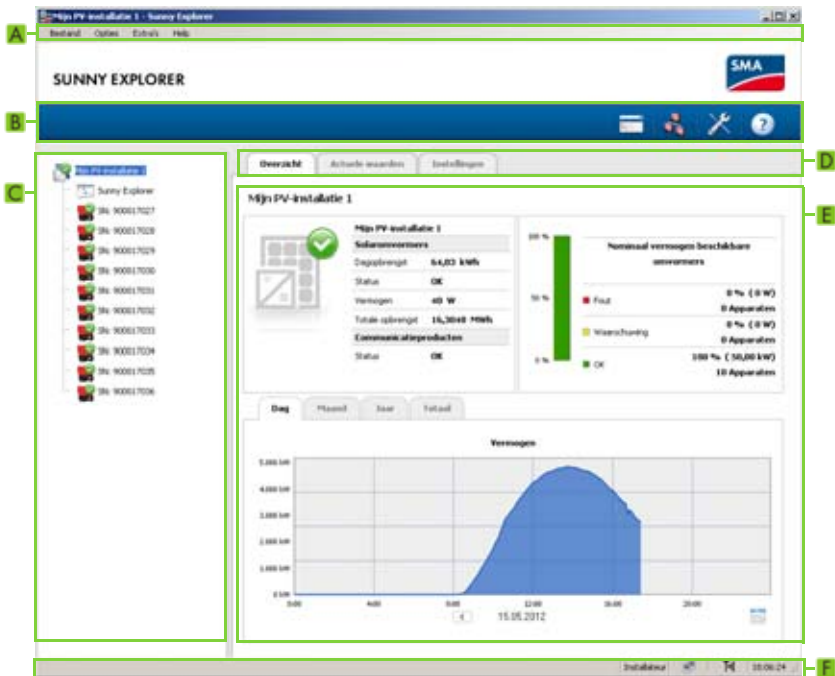 Mijn PV-installatie 1 - Sunny Explorer
A
Bestand Opties Extra's Help
SUNNY EXPLORER
SMA
B
?
C
D
E
F
Mijn PV-installatie 1
Sunny Explorer
SN: 900017027
SN: 900017028
SN: 900017029
SN: 900017030
SN: 900017031
SN: 900017032
SN: 900017033
SN: 900017034
SN: 900017035
SN: 900017036
Overzicht Actuele waarden Instellingen
Mijn PV-installatie 1
Mijn PV-installatie 1
Solaromvormers
Dagopbrengst 64,03 kWh
Status OK
Vermogen 40 W
Totale opbrengst 16,3040 MWh
Communicatieproducten
Status OK
100 %
50 %
0 %
Nominaal vermogen beschikbare
omvormers
Fout 0 % ( 0 W)
0 Apparaten
Waarschuwing 0 % ( 0 W)
0 Apparaten
OK 100 % ( 50,00 kW)
10 Apparaten
Dag Maand Jaar Totaal
Vermogen
5.000 kW
4.000 kW
3.000 kW
2.000 kW
1.000 kW
0 kW
0:00 4:00 8:00 12:00 16:00 20:00
15.05.2012
Installateur 18:06:24